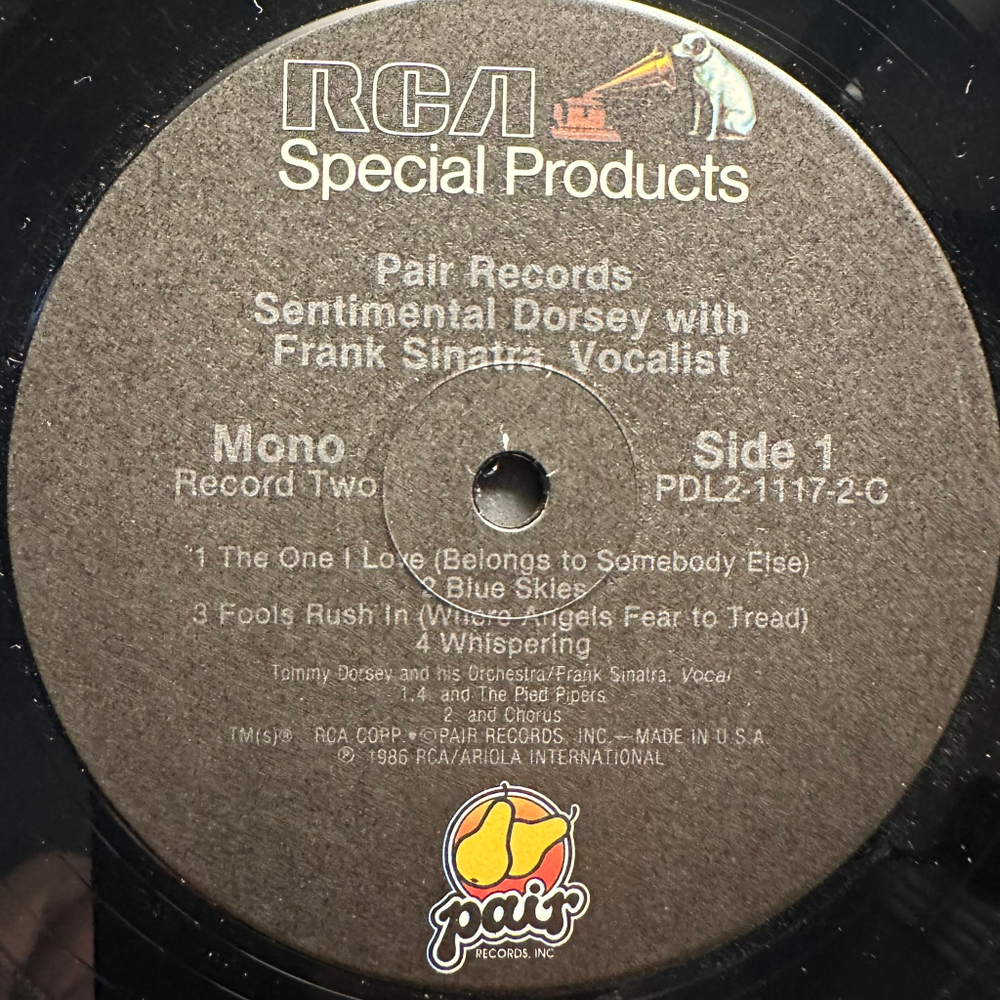 RCA
Special Products
Pair Records
Sentimental Dorsey with
Frank Sinatra, Vocalist
Mono
Record Two
Side 1
PDL2-1117-2-C
1 The One I Love (Belongs to Somebody Else)
2 Blue Skies
3 Fools Rush In (Where Angels Fear to Tread)
4 Whispering
Tommy Dorsey and his Orchestra/Frank Sinatra, Vocal
1,4. and The Pied Pipers
2. and Chorus
TM(s)® RCA CORP.•©PAIR RECORDS, INC.—MADE IN U.S.A.
℗ 1986 RCA/ARIOLA INTERNATIONAL
pair
RECORDS, INC